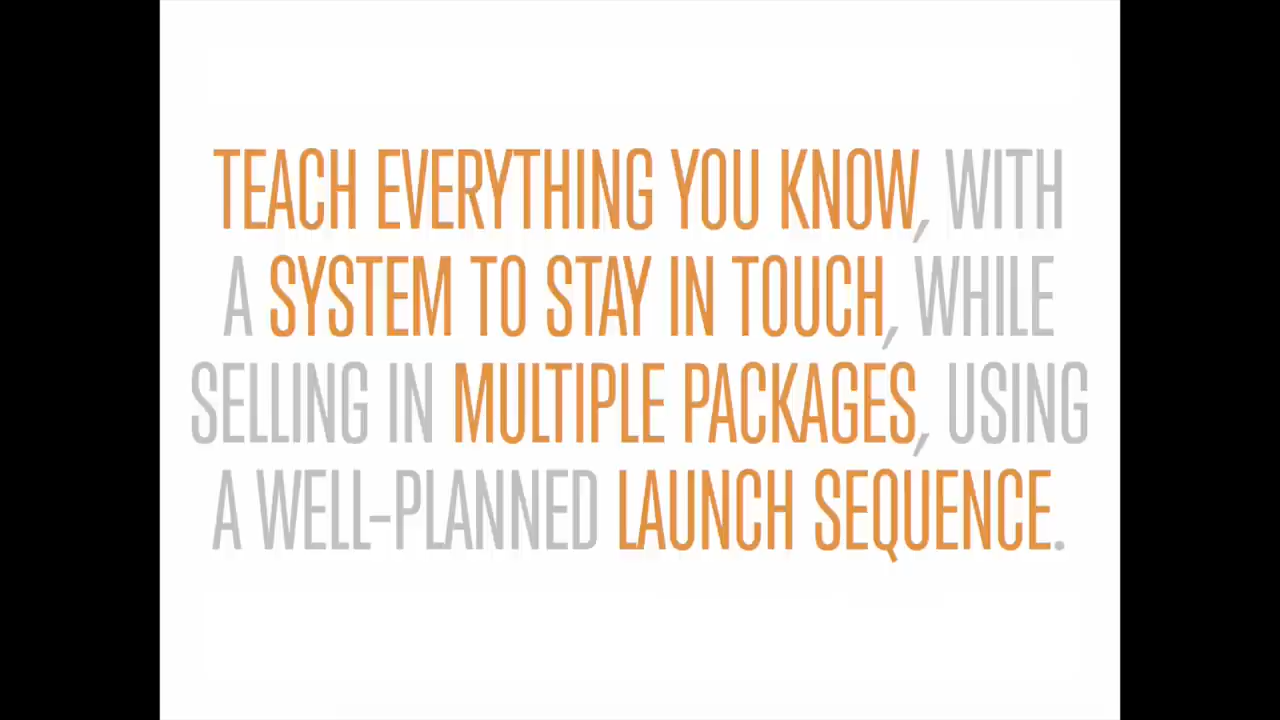 TEACH EVERYTHING YOU KNOW, WITH
A SYSTEM TO STAY IN TOUCH, WHILE
SELLING IN MULTIPLE PACKAGES, USING
A WELL-PLANNED LAUNCH SEQUENCE.